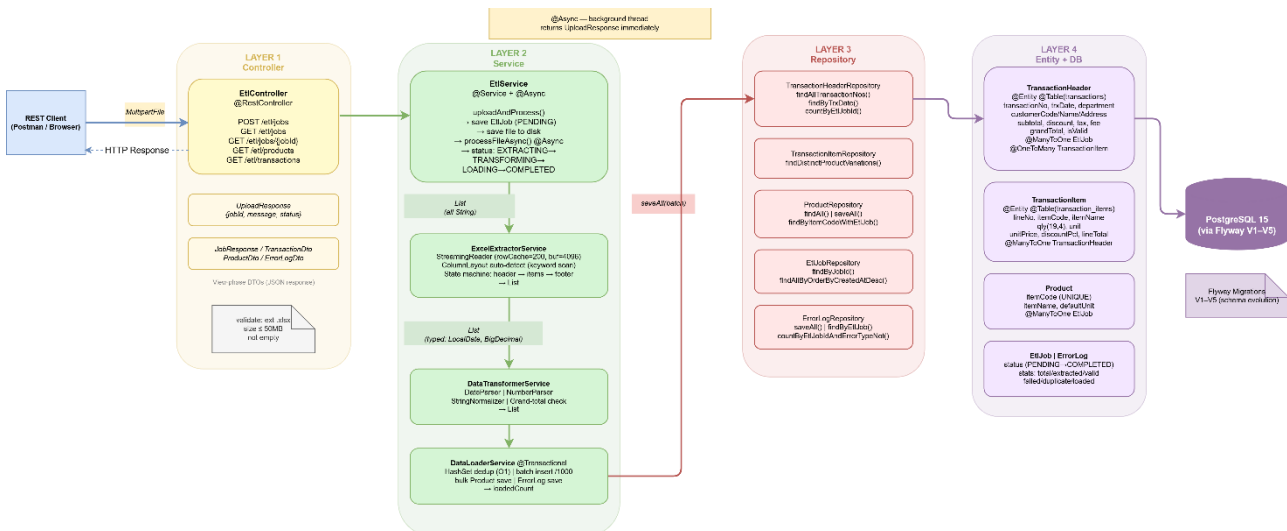 @Async — background thread
returns UploadResponse immediately
LAYER 1
Controller
EtlController
@RestController
POST /etl/jobs
GET /etl/jobs
GET /etl/jobs/{jobId}
GET /etl/products
GET /etl/transactions
REST Client
(Postman / Browser)
MultipartFile
HTTP Response
UploadResponse
{jobId, message, status}
JobResponse / TransactionDto
ProductDto / ErrorLogDto
View-phase DTOs (JSON response)
validate: ext .xlsx
size ≤ 50MB
not empty
LAYER 2
Service
EtlService
@Service + @Async
uploadAndProcess()
→ save EtlJob (PENDING)
→ save file to disk
→ processFileAsync() @Async
→ status: EXTRACTING→
TRANSFORMING→
LOADING→COMPLETED
List
(all String)
ExcelExtractorService
StreamingReader (rowCache=200, buf=4096)
ColumnLayout auto-detect (keyword scan)
State machine: header → items → footer
→ List
List
(typed: LocalDate, BigDecimal)
DataTransformerService
DateParser | NumberParser
StringNormalizer | Grand-total check
→ List
DataLoaderService @Transactional
HashSet dedup (O1) | batch insert /1000
bulk Product save | ErrorLog save
→ loadedCount
saveAll(batch)
LAYER 3
Repository
TransactionHeaderRepository
findAllTransactionNos()
findByTrxDate()
countByEtlJobId()
TransactionItemRepository
findDistinctProductVariations()
ProductRepository
findAll() | saveAll()
findByItemCodeWithEtlJob()
EtlJobRepository
findByJobId()
findAllByOrderByCreatedAtDesc()
ErrorLogRepository
saveAll() | findByEtlJob()
countByEtlJobIdAndErrorTypeNot()
LAYER 4
Entity + DB
TransactionHeader
@Entity @Table(transactions)
transactionNo, trxDate, department
customerCode/Name/Address
subtotal, discount, tax, fee
grandTotal, isValid
@ManyToOne EtlJob
@OneToMany TransactionItem
TransactionItem
@Entity @Table(transaction_items)
lineNo, itemCode, itemName
qty(19,4), unit
unitPrice, discountPct, lineTotal
@ManyToOne TransactionHeader
Product
itemCode (UNIQUE)
itemName, defaultUnit
@ManyToOne EtlJob
EtlJob | ErrorLog
status (PENDING→COMPLETED)
stats: total/extracted/valid
failed/duplicate/loaded
PostgreSQL 15
(via Flyway V1–V5)
Flyway Migrations
V1–V5 (schema evolution)